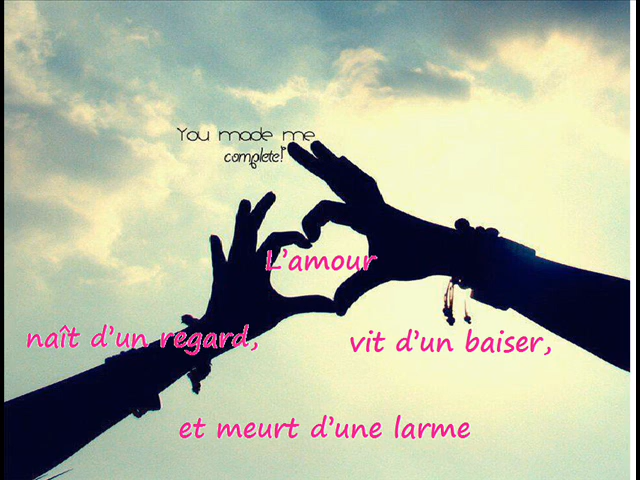 You made me
complete!
L'amour
naît d'un regard,
vit d'un baiser,
et meurt d'une larme